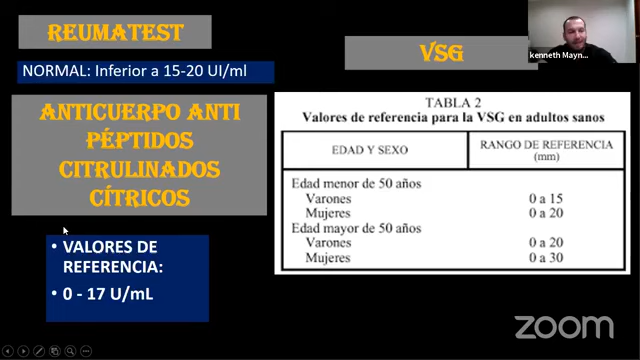 REUMATEST
NORMAL: Inferior a 15-20 UI/ml
ANTICUERPO ANTI
PÉPTIDOS
CITRULINADOS
CÍTRICOS
• VALORES DE
REFERENCIA:
• 0 - 17 U/mL
VSG
kenneth Mayn...
TABLA 2
Valores de referencia para la VSG en adultos sanos
EDAD Y SEXO RANGO DE REFERENCIA
(mm)
Edad menor de 50 años
Varones 0 a 15
Mujeres 0 a 20
Edad mayor de 50 años
Varones 0 a 20
Mujeres 0 a 30
zoom